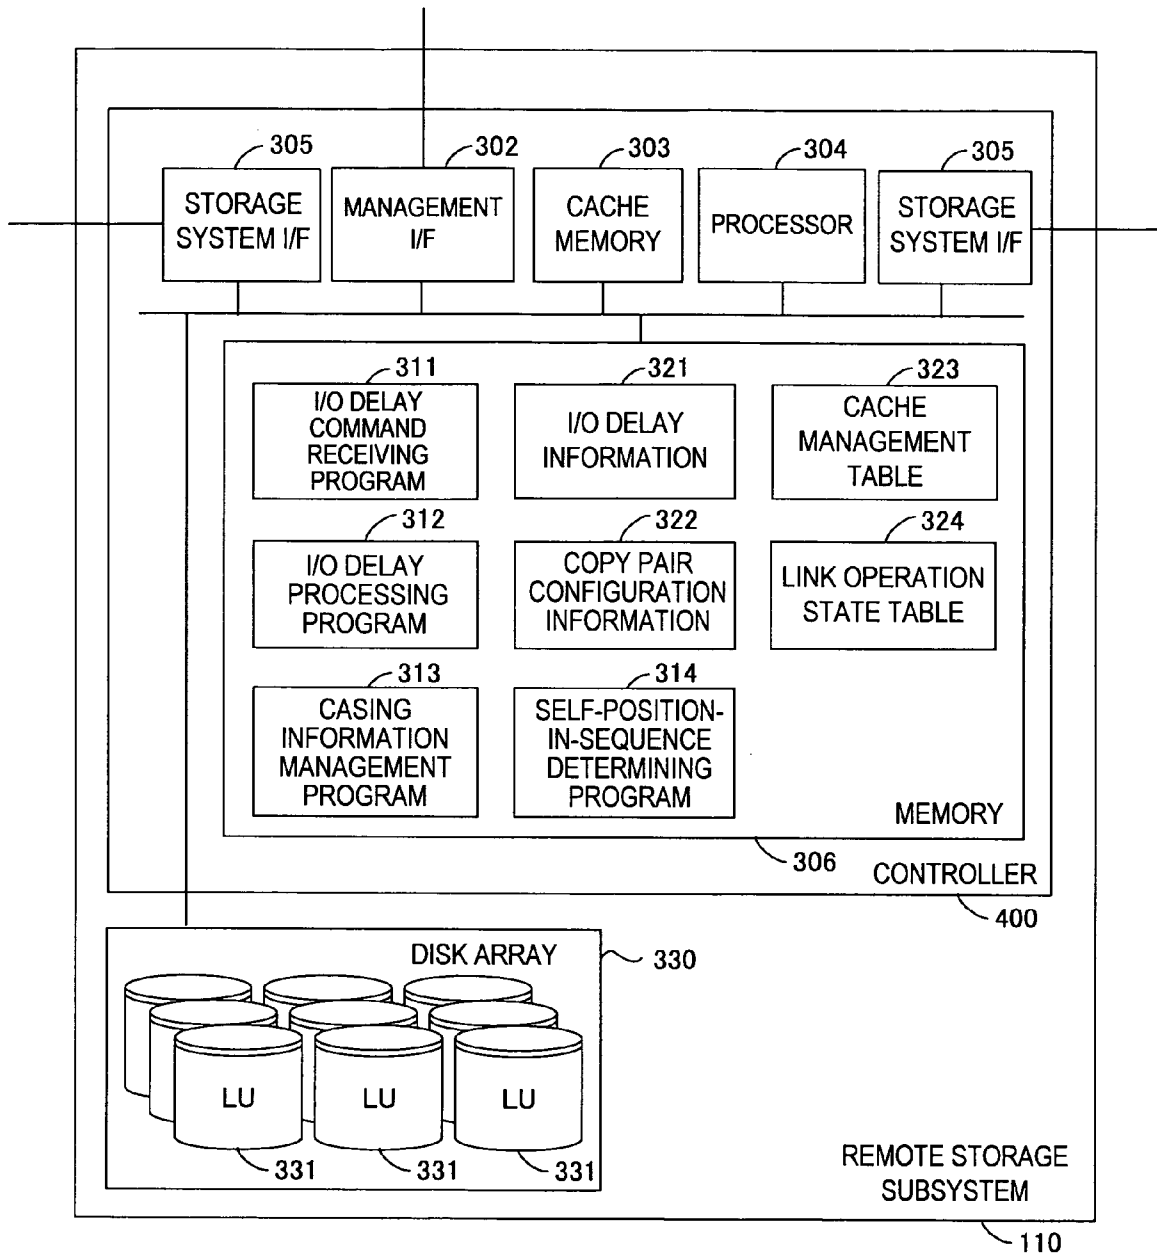 305
302
303
304
305
STORAGE
SYSTEM I/F
MANAGEMENT
I/F
CACHE
MEMORY
PROCESSOR
STORAGE
SYSTEM I/F
311
321
323
I/O DELAY
COMMAND
RECEIVING
PROGRAM
I/O DELAY
INFORMATION
CACHE
MANAGEMENT
TABLE
312
322
324
I/O DELAY
PROCESSING
PROGRAM
COPY PAIR
CONFIGURATION
INFORMATION
LINK OPERATION
STATE TABLE
313
314
CASING
INFORMATION
MANAGEMENT
PROGRAM
SELF-POSITION-
IN-SEQUENCE
DETERMINING
PROGRAM
MEMORY
306
CONTROLLER
400
DISK ARRAY
330
LU
LU
LU
331
331
331
REMOTE STORAGE
SUBSYSTEM
110